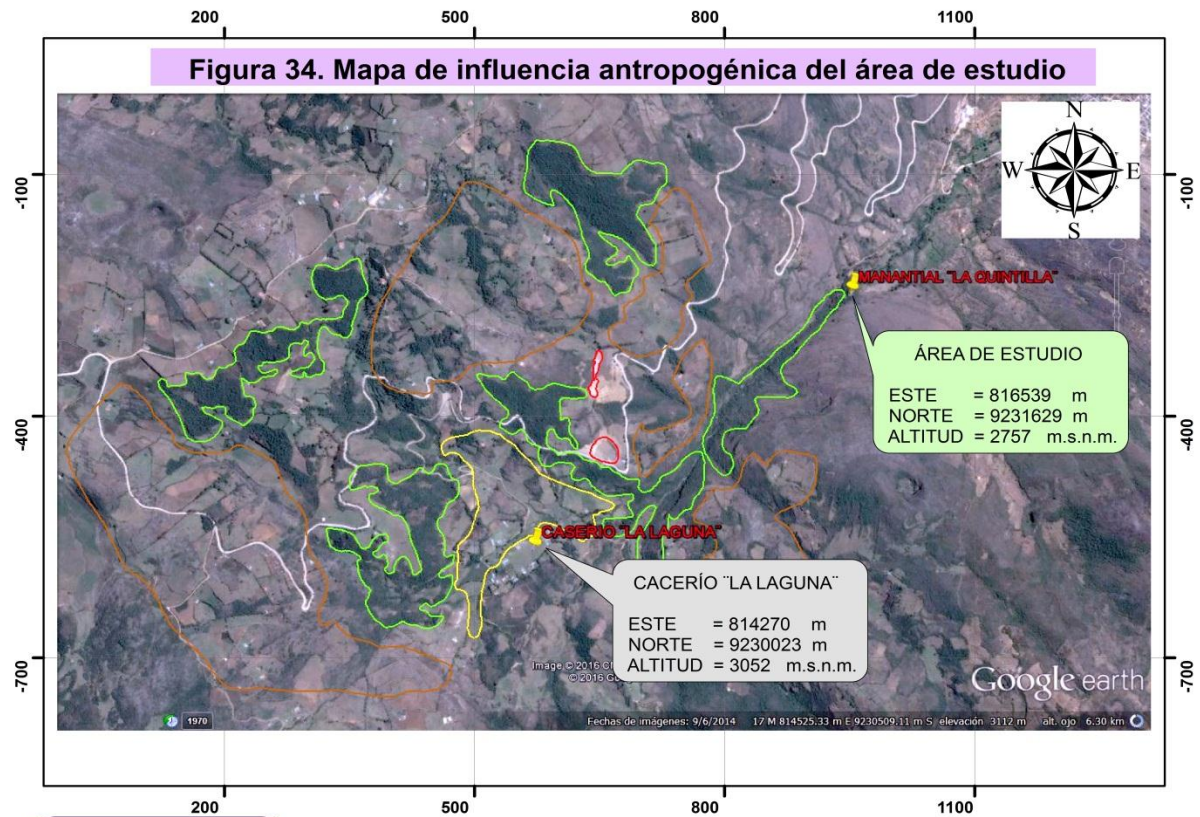 200 500 800 1100
Figura 34. Mapa de influencia antropogénica del área de estudio
N
W E
S
-100 -100
MANANTIAL ¨LA QUINTILLA¨
ÁREA DE ESTUDIO
ESTE = 816539 m
NORTE = 9231629 m
ALTITUD = 2757 m.s.n.m.
-400 -400
CASERIO ¨LA LAGUNA¨
CACERÍO ¨LA LAGUNA¨
ESTE = 814270 m
NORTE = 9230023 m
ALTITUD = 3052 m.s.n.m.
-700 -700
Image © 2016
© 2016
Google earth
1970
Fechas de imágenes: 9/6/2014 17 M 814525.33 m E 9230509.11 m S elevación 3112 m alt. ojo 6.30 km
200 500 800 1100